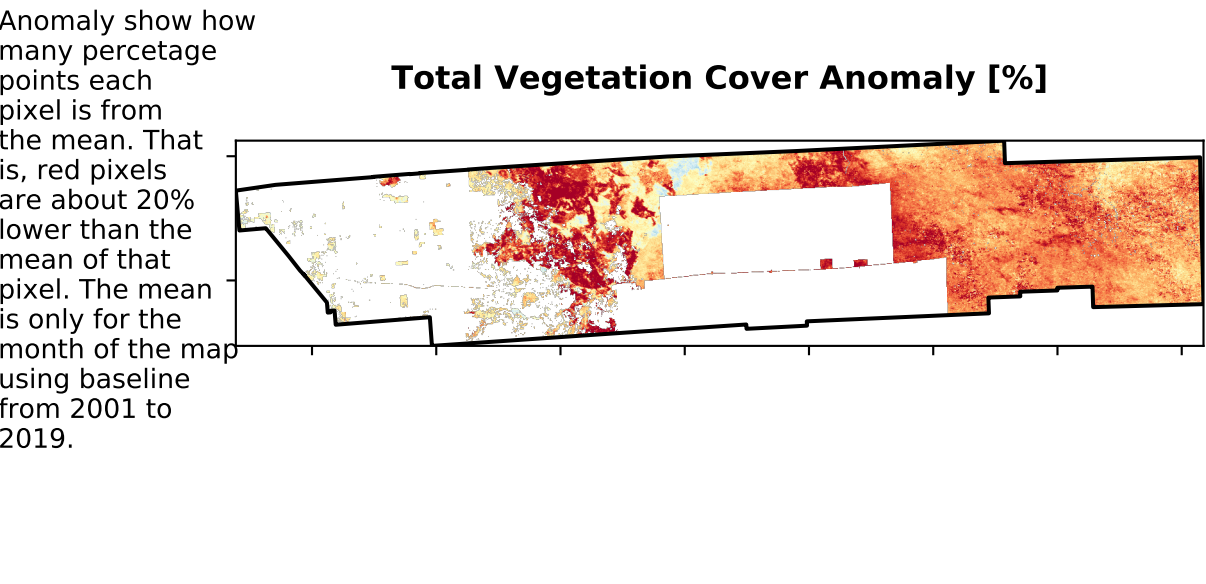 Anomaly show how
many percetage
points each
pixel is from
the mean. That
is, red pixels
are about 20%
lower than the
mean of that
pixel. The mean
is only for the
month of the map
using baseline
from 2001 to
2019.
Total Vegetation Cover Anomaly [%]